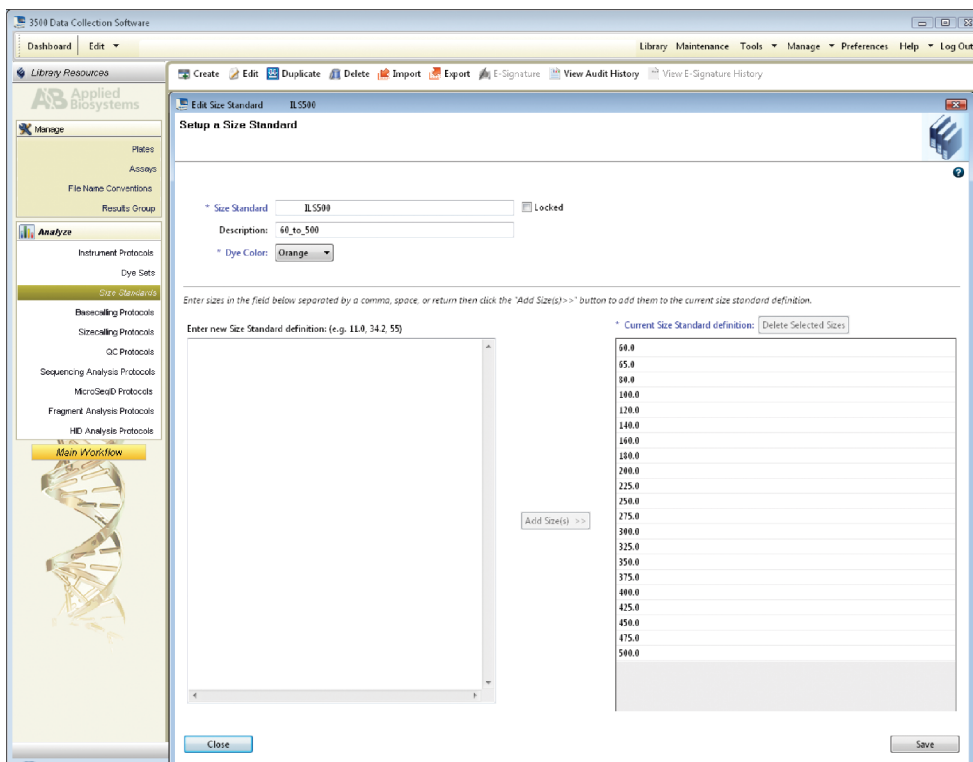 3500 Data Collection Software
Dashboard Edit Library Maintenance Tools Manage Preferences Help Log Out
Library Resources
Create Edit Duplicate Delete Import Export E-Signature View Audit History View E-Signature History
AB Applied Biosystems
Edit Size Standard ILS500
Setup a Size Standard
Manage
Plates
Assays
File Name Conventions
Results Group
Analyze
Instrument Protocols
Dye Sets
Size Standards
Basecalling Protocols
Sizecalling Protocols
QC Protocols
Sequencing Analysis Protocols
MicroSeqID Protocols
Fragment Analysis Protocols
HID Analysis Protocols
Main Workflow
* Size Standard ILS500 Locked
Description: 60_to_500
* Dye Color: Orange
Enter sizes in the field below separated by a comma, space, or return then click the "Add Size(s)>>" button to add them to the current size standard definition.
Enter new Size Standard definition: (e.g. 11.0, 34.2, 55)
* Current Size Standard definition: Delete Selected Sizes
60.0
65.0
80.0
100.0
120.0
140.0
160.0
180.0
200.0
225.0
250.0
275.0
300.0
325.0
350.0
375.0
400.0
425.0
450.0
475.0
500.0
Add Size(s) >>
Close
Save